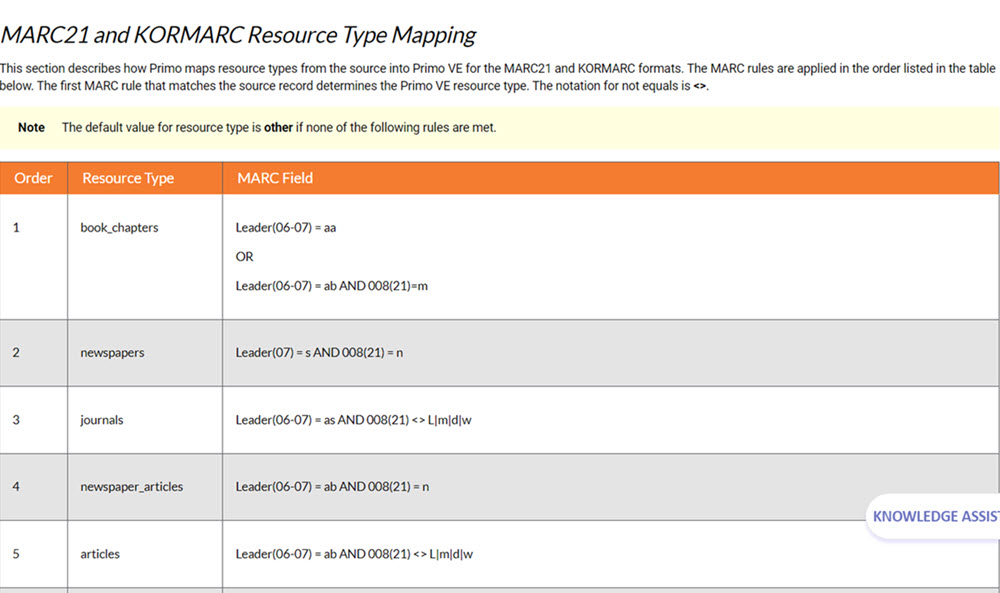 MARC21 and KORMARC Resource Type Mapping
This section describes how Primo maps resource types from the source into Primo VE for the MARC21 and KORMARC formats. The MARC rules are applied in the order listed in the table
below. The first MARC rule that matches the source record determines the Primo VE resource type. The notation for not equals is <>.
Note The default value for resource type is other if none of the following rules are met.
Order Resource Type MARC Field
1 book_chapters Leader(06-07) = aa
OR
Leader(06-07) = ab AND 008(21)=m
2 newspapers Leader(07) = s AND 008(21) = n
3 journals Leader(06-07) = as AND 008(21) <> L|m|d|w
4 newspaper_articles Leader(06-07) = ab AND 008(21) = n
KNOWLEDGE ASSIST
5 articles Leader(06-07) = ab AND 008(21) <> L|m|d|w